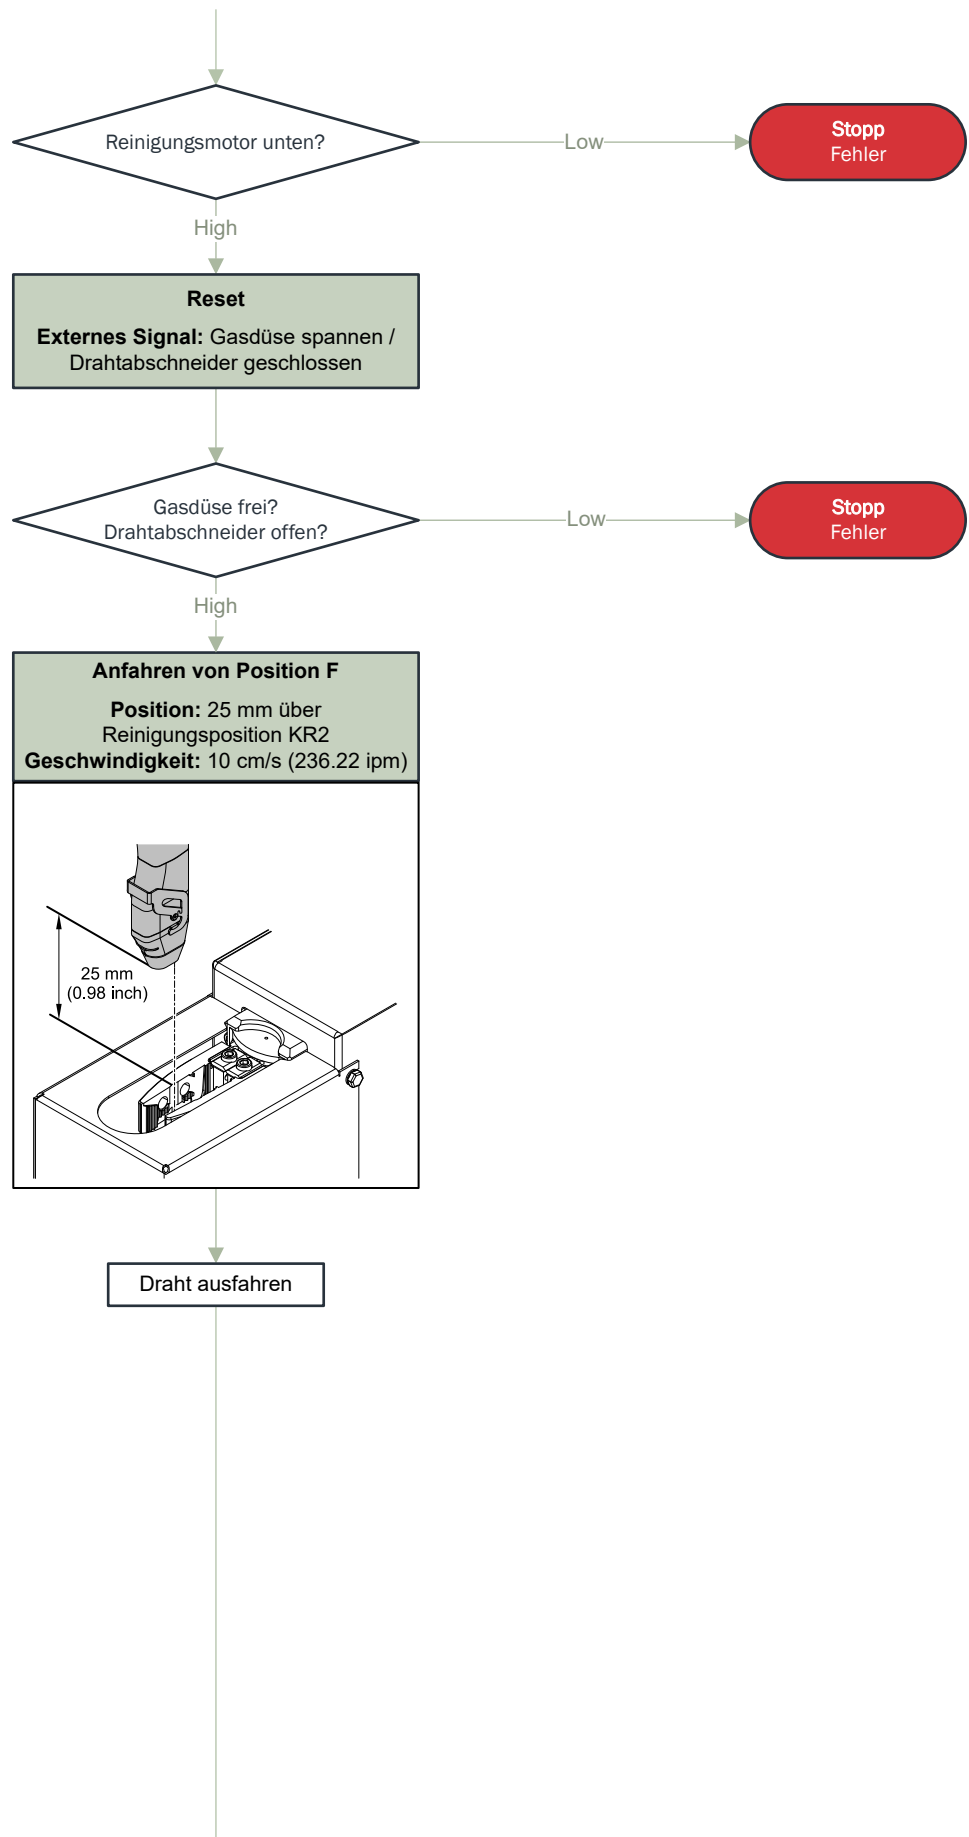 Reinigungsmotor unten?
Low
Stopp
Fehler
High
Reset
Externes Signal: Gasdüse spannen /
Drahtabschneider geschlossen
Gasdüse frei?
Drahtabschneider offen?
Low
Stopp
Fehler
High
Anfahren von Position F
Position: 25 mm über
Reinigungsposition KR2
Geschwindigkeit: 10 cm/s (236.22 ipm)
25 mm
(0.98 inch)
Draht ausfahren